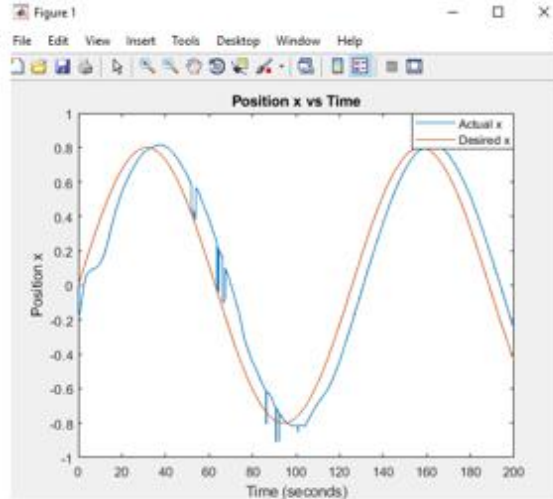 Figure 1
File Edit View Insert Tools Desktop Window Help
Position x vs Time
Actual x
Desired x
Position x
1
0.8
0.6
0.4
0.2
0
-0.2
-0.4
-0.6
-0.8
-1
0 20 40 60 80 100 120 140 160 180 200
Time (seconds)